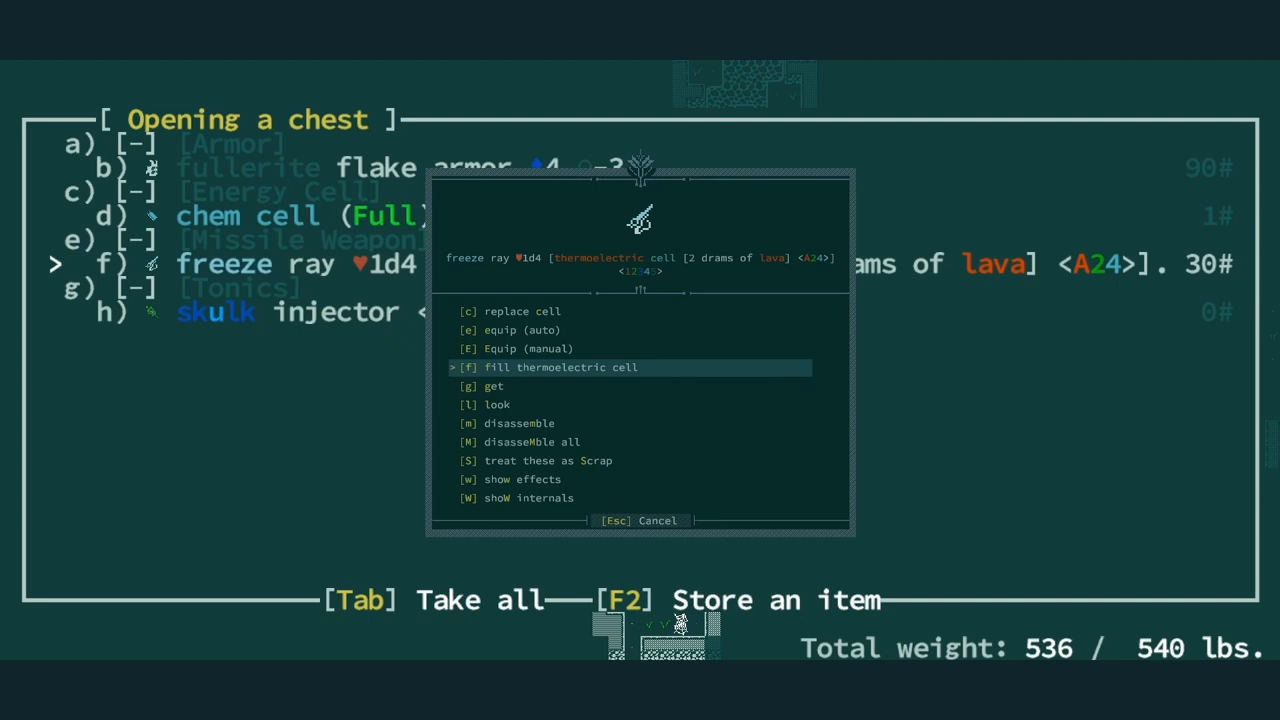 [ Opening a chest ]
a) [-] [Armor]
b) fullerite flake armor ♦4 ○-3 90#
c) [-] [Energy Cell]
d) chem cell (Full) 1#
e) [-] [Missile Weapon]
> f) freeze ray ♥1d4 ams of lava] <A24>]. 30#
g) [-] [Tonics]
h) skulk injector < 0#
freeze ray ♥1d4 [thermoelectric cell [2 drams of lava] <A24>]
<12345>
[c] replace cell
[e] equip (auto)
[E] Equip (manual)
> [f] fill thermoelectric cell
[g] get
[l] look
[m] disassemble
[M] disasseMble all
[S] treat these as Scrap
[w] show effects
[W] shoW internals
[Esc] Cancel
[Tab] Take all [F2] Store an item
Total weight: 536 / 540 lbs.